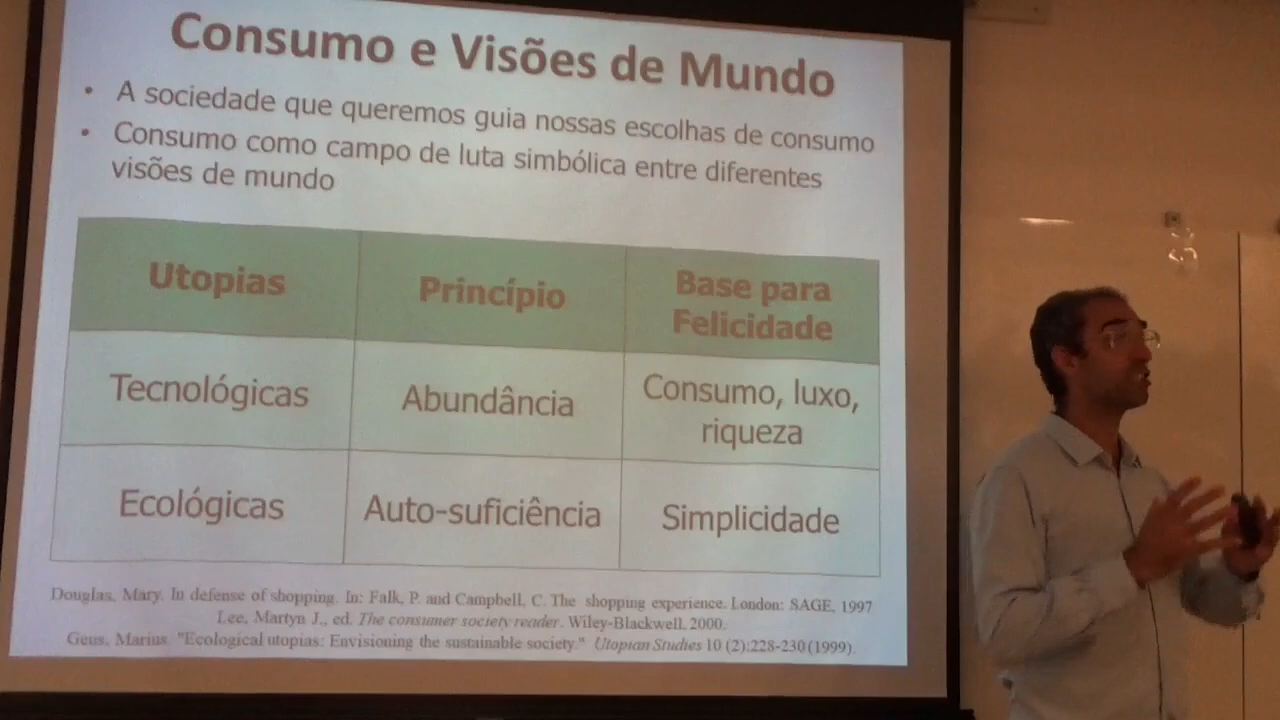 Consumo e Visões de Mundo
• A sociedade que queremos guia nossas escolhas de consumo
• Consumo como campo de luta simbólica entre diferentes
visões de mundo
Utopias
Princípio
Base para
Felicidade
Tecnológicas
Abundância
Consumo, luxo,
riqueza
Ecológicas
Auto-suficiência
Simplicidade
Douglas, Mary. In defense of shopping. In: Falk, P. and Campbell, C. The shopping experience. London: SAGE, 1997
Lee, Martyn J., ed. The consumer society reader. Wiley-Blackwell, 2000.
Geus, Marius. "Ecological utopias: Envisioning the sustainable society." Utopian Studies 10 (2):228-230 (1999).